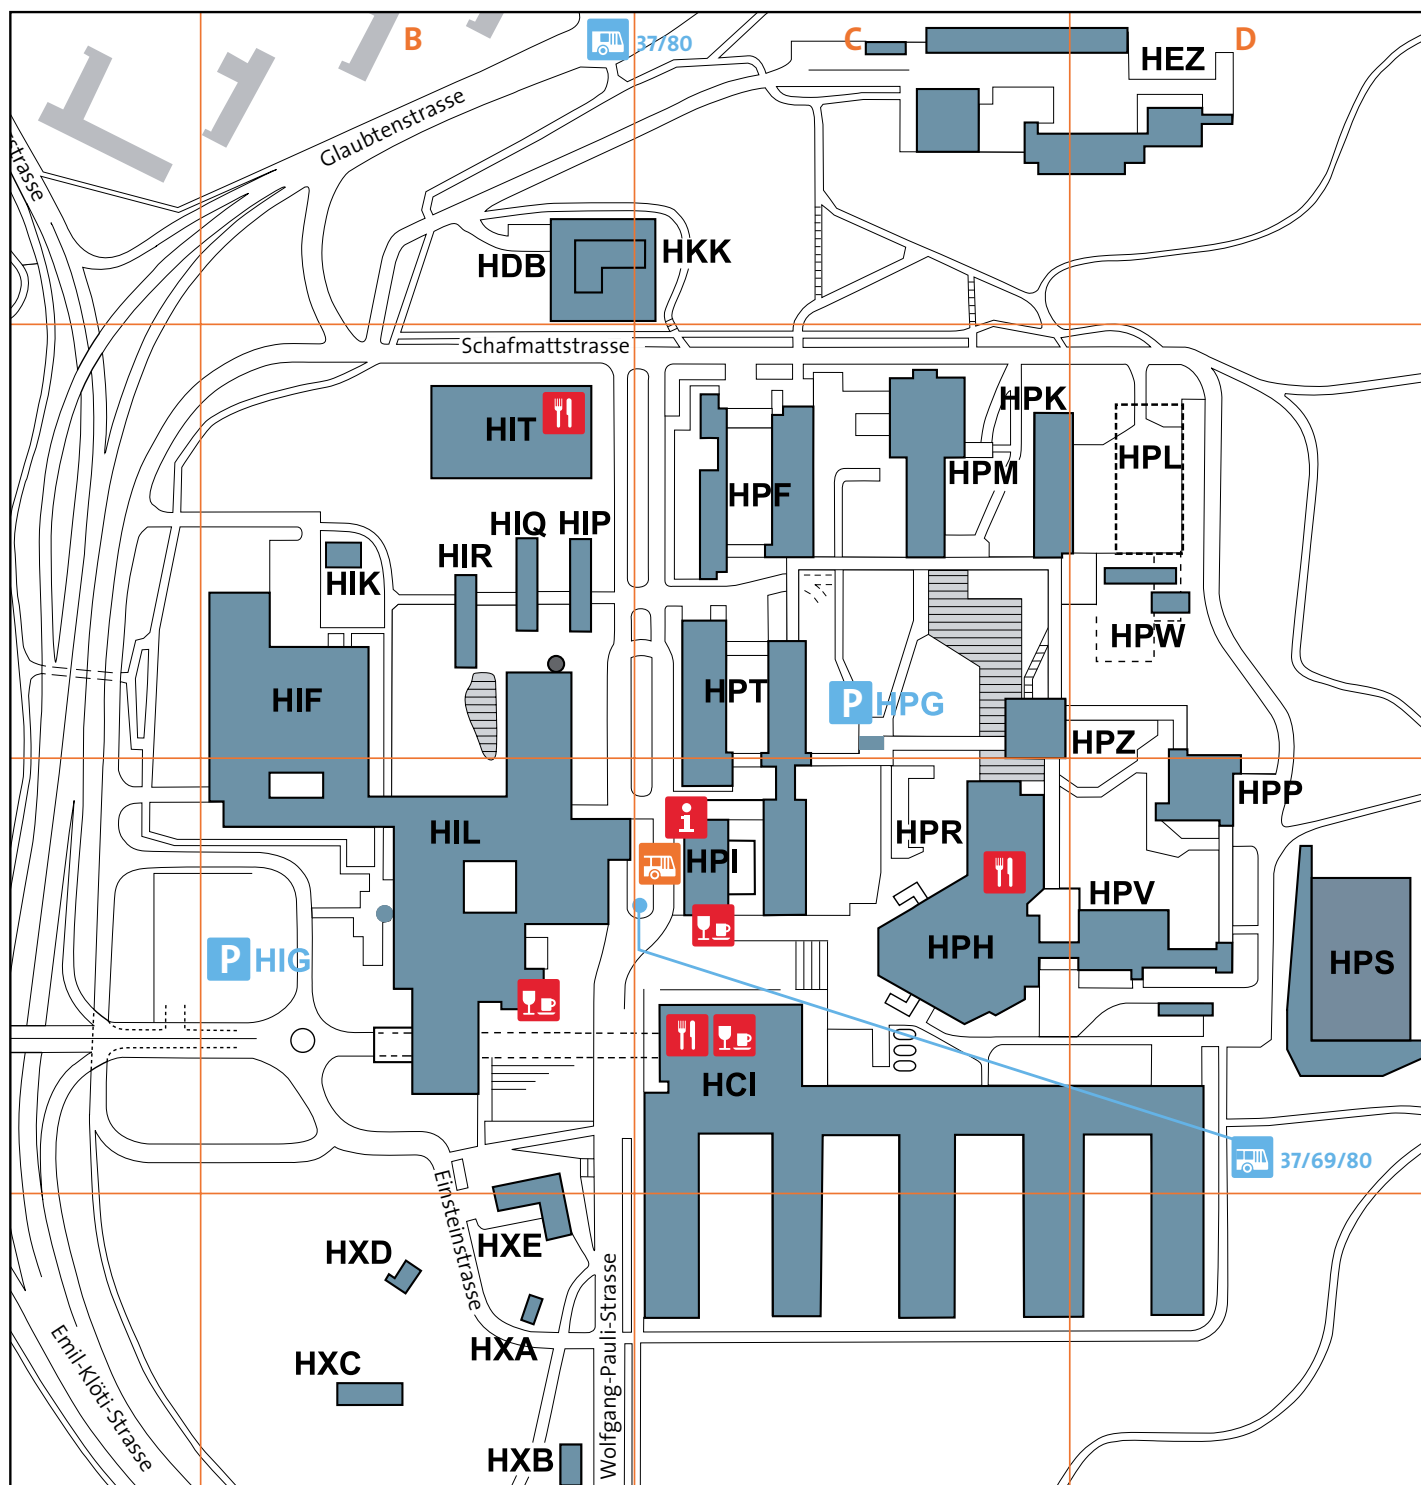 B
37/80
C
D
HEZ
Glaubtenstrasse
rstrasse
HDB
HKK
Schafmattstrasse
HPK
HIT
HPL
HPM
HPF
HIQ
HIP
HIR
HIK
HPW
HIF
HPT
P
HPG
HPZ
HPP
HIL
i
HPR
HPI
HPV
HPH
P
HIG
HPS
HCI
37/69/80
Einsteinstrasse
HXE
HXD
Wolfgang-Pauli-Strasse
HXA
HXC
Emil-Klöti-Strasse
HXB